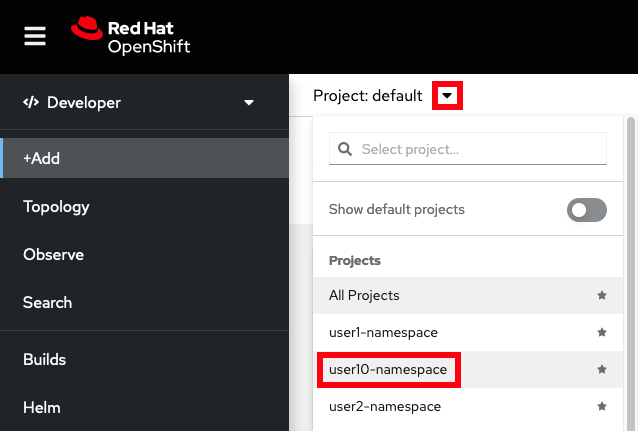 Red Hat
OpenShift
</> Developer
Project: default
+Add
Topology
Observe
Search
Builds
Helm
Select project...
Show default projects
Projects
All Projects
user1-namespace
user10-namespace
user2-namespace